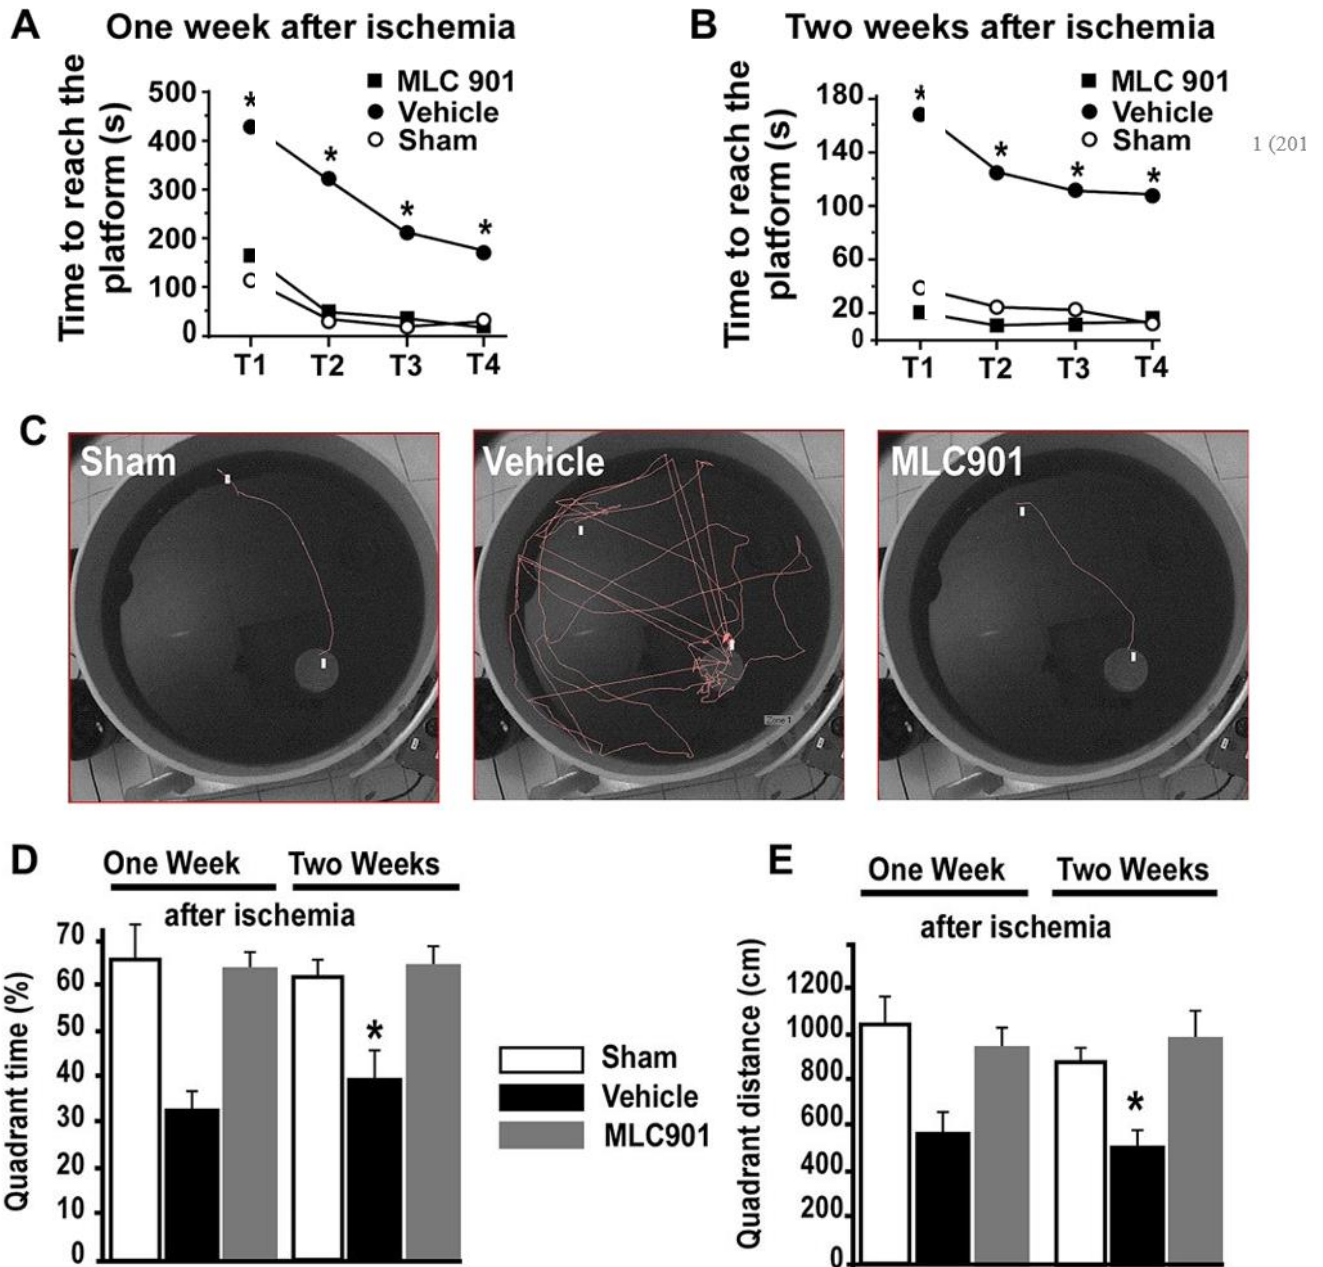 A One week after ischemia
Time to reach the platform (s)
500
400
300
200
100
0
* * * *
MLC 901
Vehicle
Sham
T1 T2 T3 T4
B Two weeks after ischemia
Time to reach the platform (s)
180
140
100
60
20
0
* * * *
MLC 901
Vehicle
Sham
T1 T2 T3 T4
1 (201
C
Sham
Vehicle
Zone 1
MLC901
D
One Week Two Weeks
after ischemia
Quadrant time (%)
70
60
50
40
30
20
10
0
*
Sham
Vehicle
MLC901
E
One Week Two Weeks
after ischemia
Quadrant distance (cm)
1200
1000
800
600
400
200
0
*